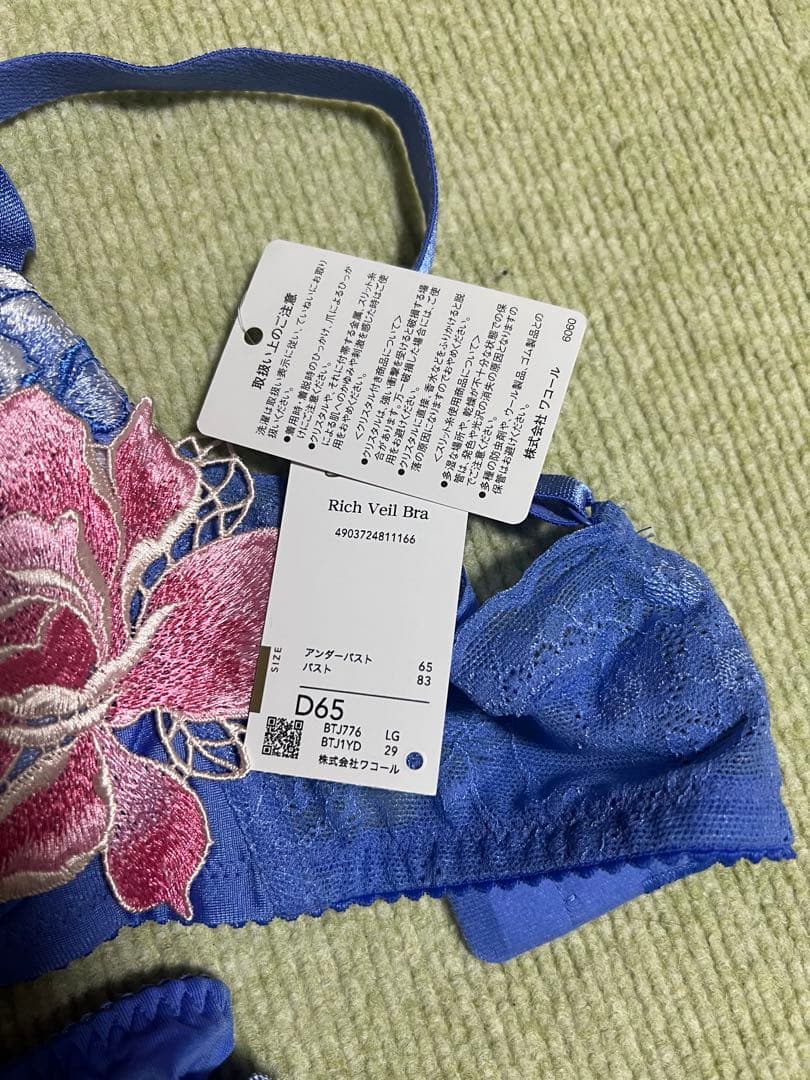 取扱い上のご注意
洗濯は取扱い表示に従い、ていねいにお取り
扱いください。
●着用時・着脱時のひっかけ、爪によるひっか
けにご注意ください。
●クリスタルや、それに付帯する金属、スリット糸
による肌へのかゆみや刺激を感じた時はご使
用をおやめください。
<クリスタル付き商品について>
●クリスタルは、強い衝撃を受けると破損する場
合があります。万一破損した場合には、ご使
用をお避けください。
●クリスタルに直接、香水などをふりかけると脱
落の原因になりますのでおやめください。
<スリット糸使用商品について>
●多湿な場所や、乾燥が不十分な状態での保
管は、発色や光沢の消失の原因となりますの
でご注意ください。
●多種の防虫剤や、ウール製品、ゴム製品との
保管はお避けください。
株式会社 ワコール
6060
Rich Veil Bra
4903724811166
SIZE
アンダーバスト 65
バスト 83
D65
BTJ776 LG
BTJ1YD 29
株式会社 ワコール